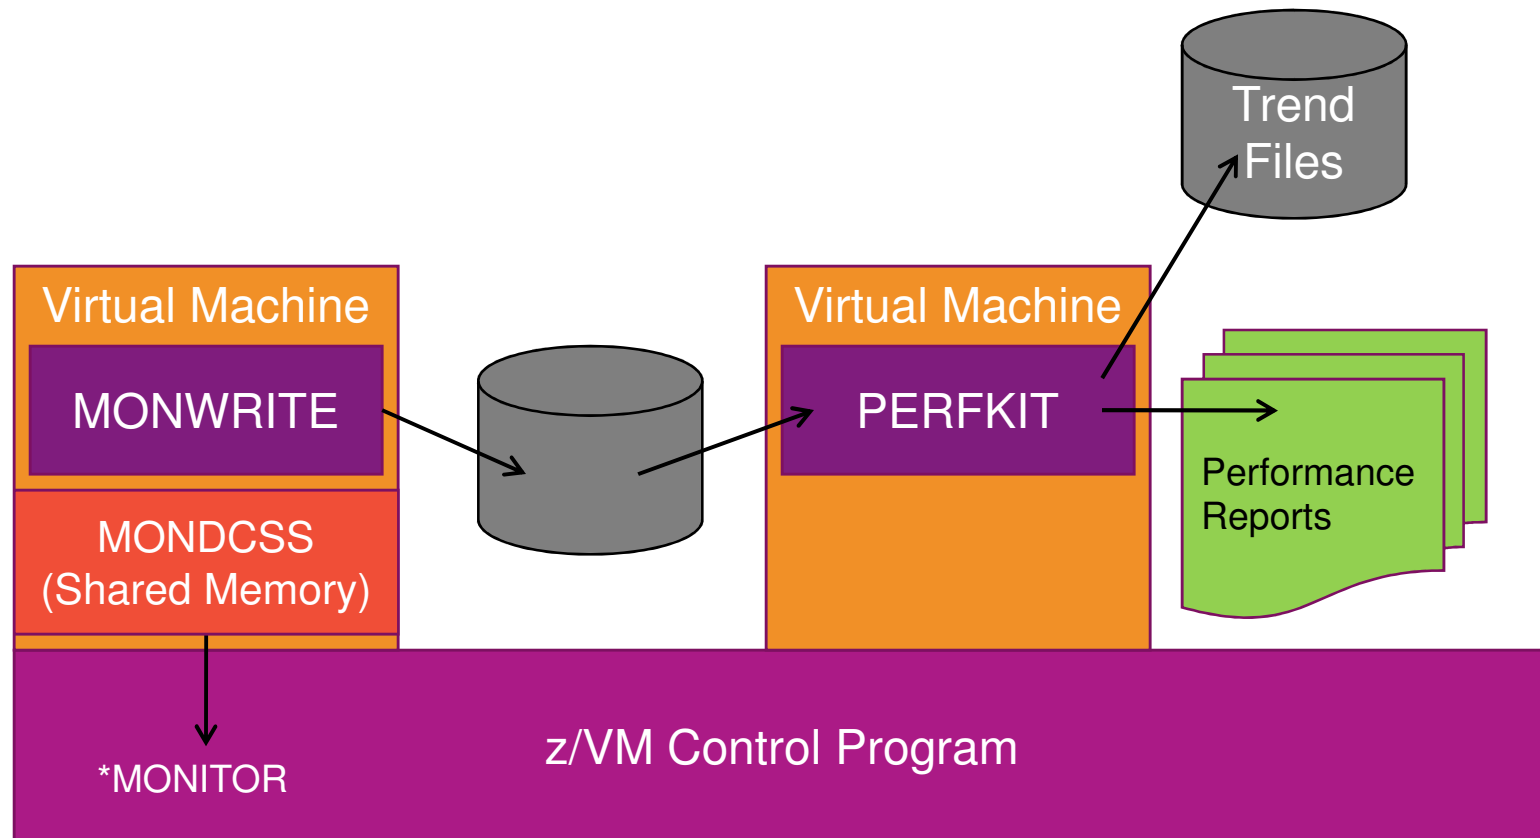 Trend
Files
Virtual Machine
MONWRITE
MONDCSS
(Shared Memory)
Virtual Machine
PERFKIT
Performance
Reports
z/VM Control Program
*MONITOR